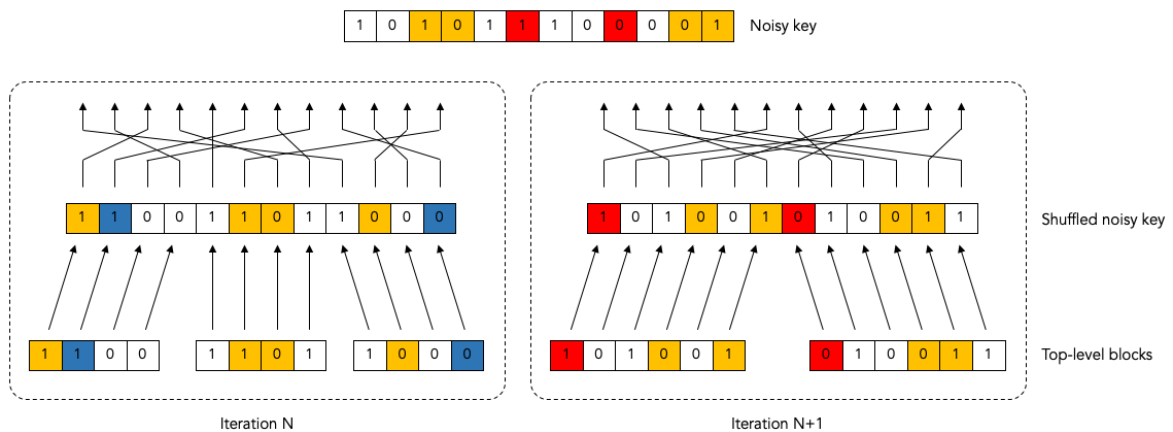 1 0 1 0 1 1 1 0 0 0 0 1 Noisy key
1 1 0 0 1 1 0 1 1 0 0 0
1 0 1 0 0 1 0 1 0 0 1 1 Shuffled noisy key
1 1 0 0 1 1 0 1 1 0 0 0
1 0 1 0 0 1 0 1 0 0 1 1 Top-level blocks
Iteration N
Iteration N+1